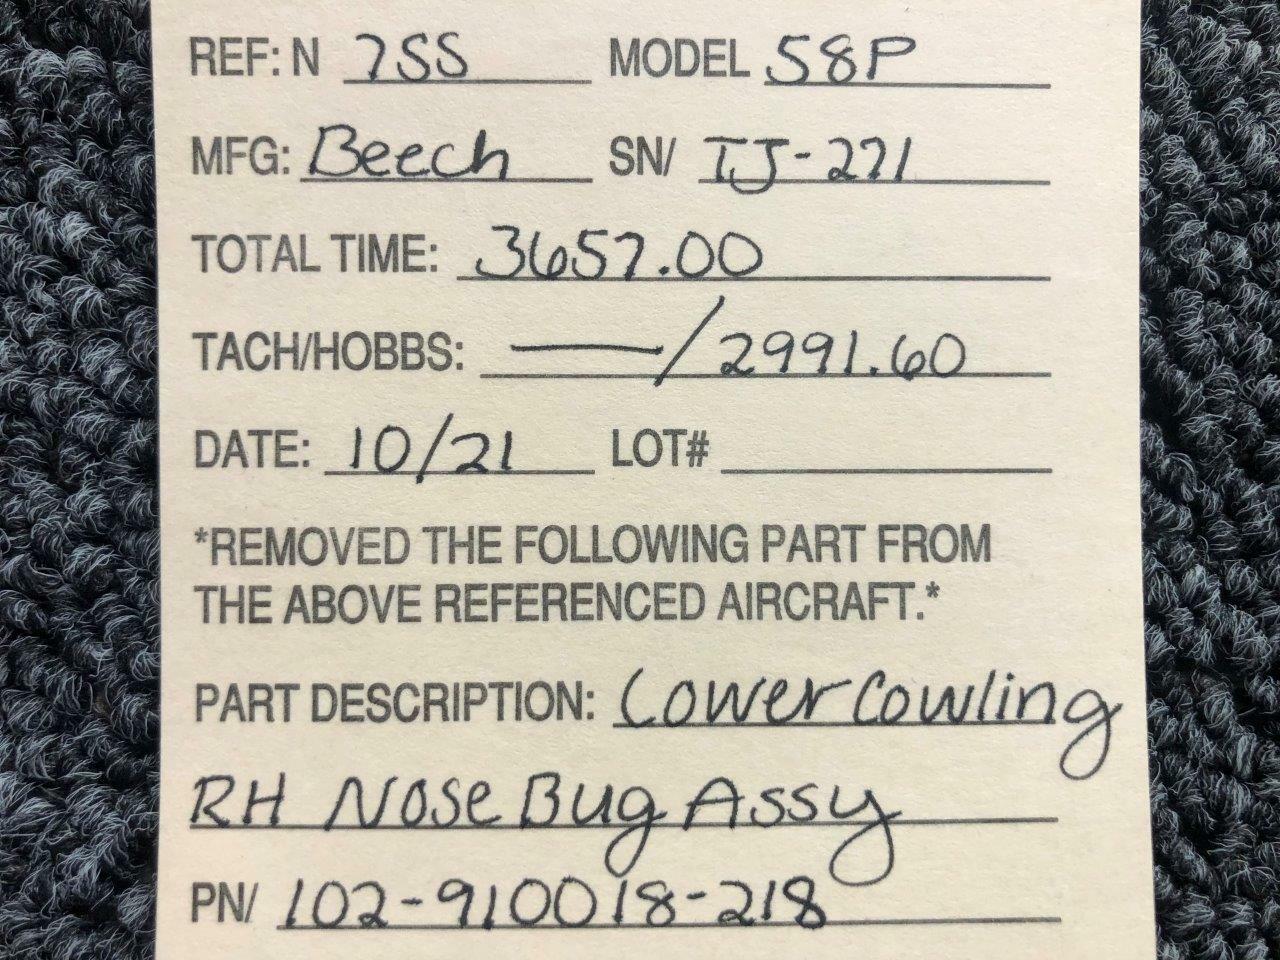 REF: N 7SS MODEL 58P
MFG: Beech SN/ TJ-271
TOTAL TIME: 3657.00
TACH/HOBBS: —/2991.60
DATE: 10/21 LOT#
*REMOVED THE FOLLOWING PART FROM
THE ABOVE REFERENCED AIRCRAFT.*
PART DESCRIPTION: Lower Cowling
RH Nose Bug Assy
PN/ 102-910018-218